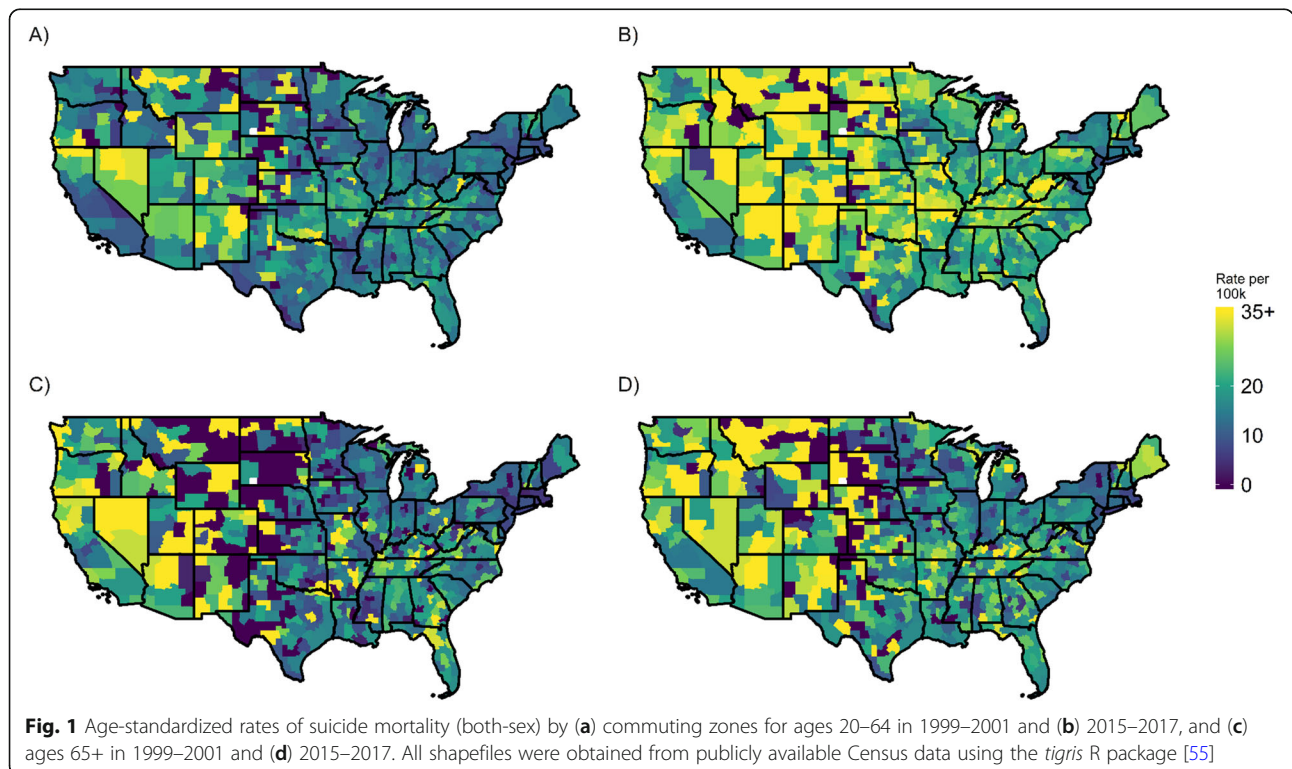 A)
B)
Rate per
100k
35+
20
10
0
C)
D)
Fig. 1 Age-standardized rates of suicide mortality (both-sex) by (a) commuting zones for ages 20–64 in 1999–2001 and (b) 2015–2017, and (c)
ages 65+ in 1999–2001 and (d) 2015–2017. All shapefiles were obtained from publicly available Census data using the tigris R package [55]